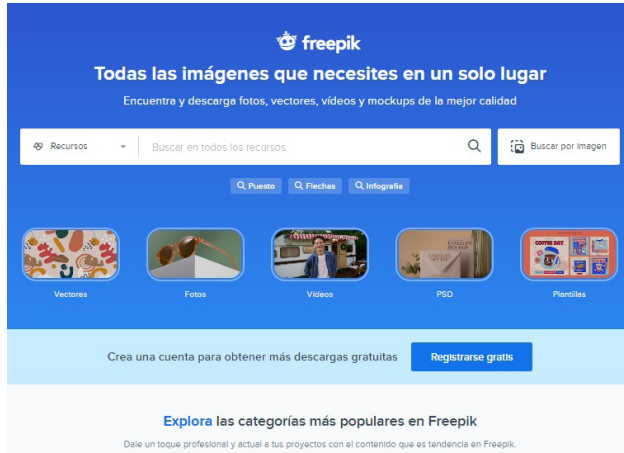 freepik
Todas las imágenes que necesites en un solo lugar
Encuentra y descarga fotos, vectores, vídeos y mockups de la mejor calidad
Recursos
Buscar en todos los recursos
Buscar por imagen
Puesto
Flechas
Infografía
COFFEE DAY
Vectores
Fotos
Vídeos
PSD
Plantillas
Crea una cuenta para obtener más descargas gratuitas
Registrarse gratis
Explora las categorías más populares en Freepik
Dale un toque profesional y actual a tus proyectos con el contenido que es tendencia en Freepik.